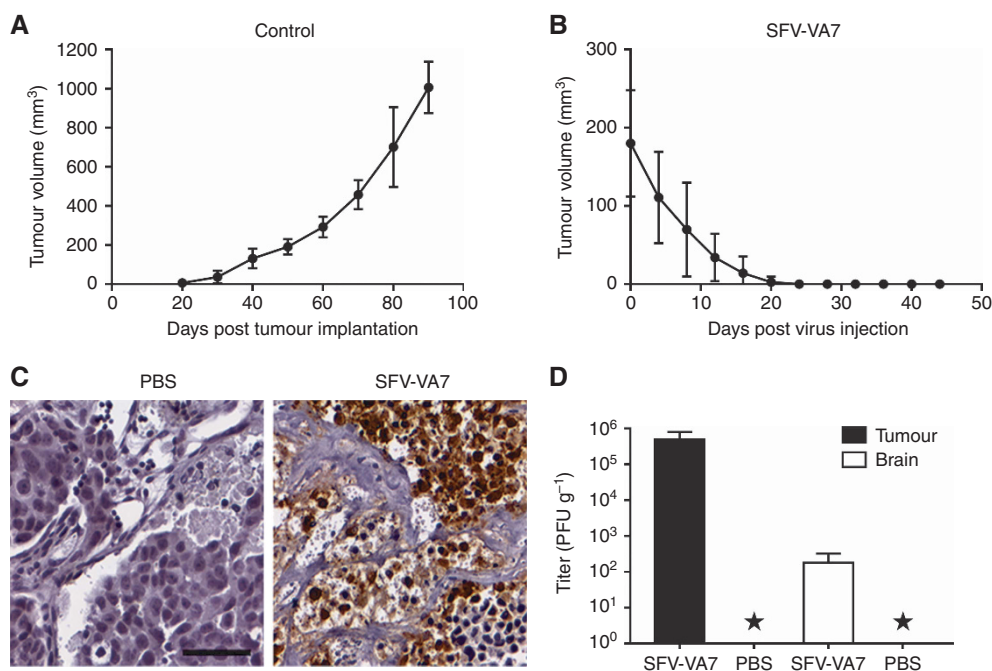 A
Control
1200
1000
800
600
400
200
0
Tumour volume (mm³)
0 20 40 60 80 100
Days post tumour implantation
B
SFV-VA7
300
200
100
0
Tumour volume (mm³)
0 10 20 30 40 50
Days post virus injection
C
PBS
SFV-VA7
D
10⁶
10⁵
10⁴
10³
10²
10¹
10⁰
Titer (PFU g⁻¹)
Tumour
Brain
SFV-VA7 PBS SFV-VA7 PBS